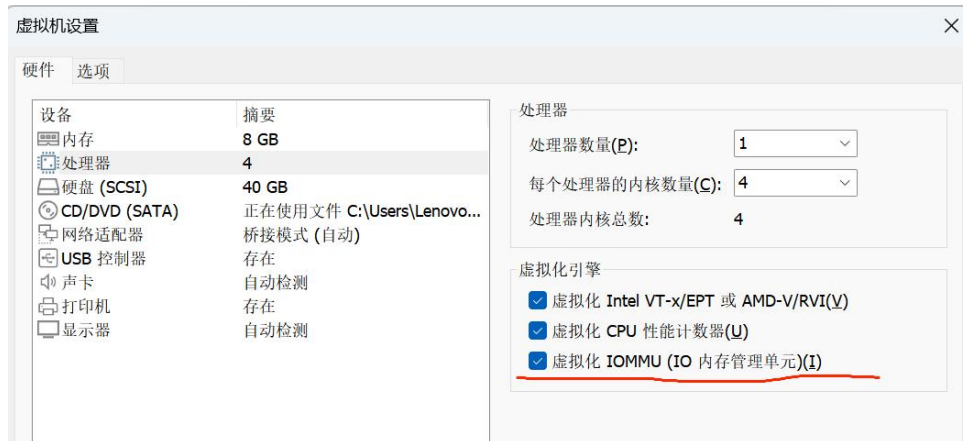 虚拟机设置
硬件 选项
设备 摘要
内存 8 GB
处理器 4
硬盘 (SCSI) 40 GB
CD/DVD (SATA) 正在使用文件 C:\Users\Lenovo...
网络适配器 桥接模式 (自动)
USB 控制器 存在
声卡 自动检测
打印机 存在
显示器 自动检测
处理器
处理器数量(P): 1
每个处理器的内核数量(C): 4
处理器内核总数: 4
虚拟化引擎
虚拟化 Intel VT-x/EPT 或 AMD-V/RVI(V)
虚拟化 CPU 性能计数器(U)
虚拟化 IOMMU (IO 内存管理单元)(I)